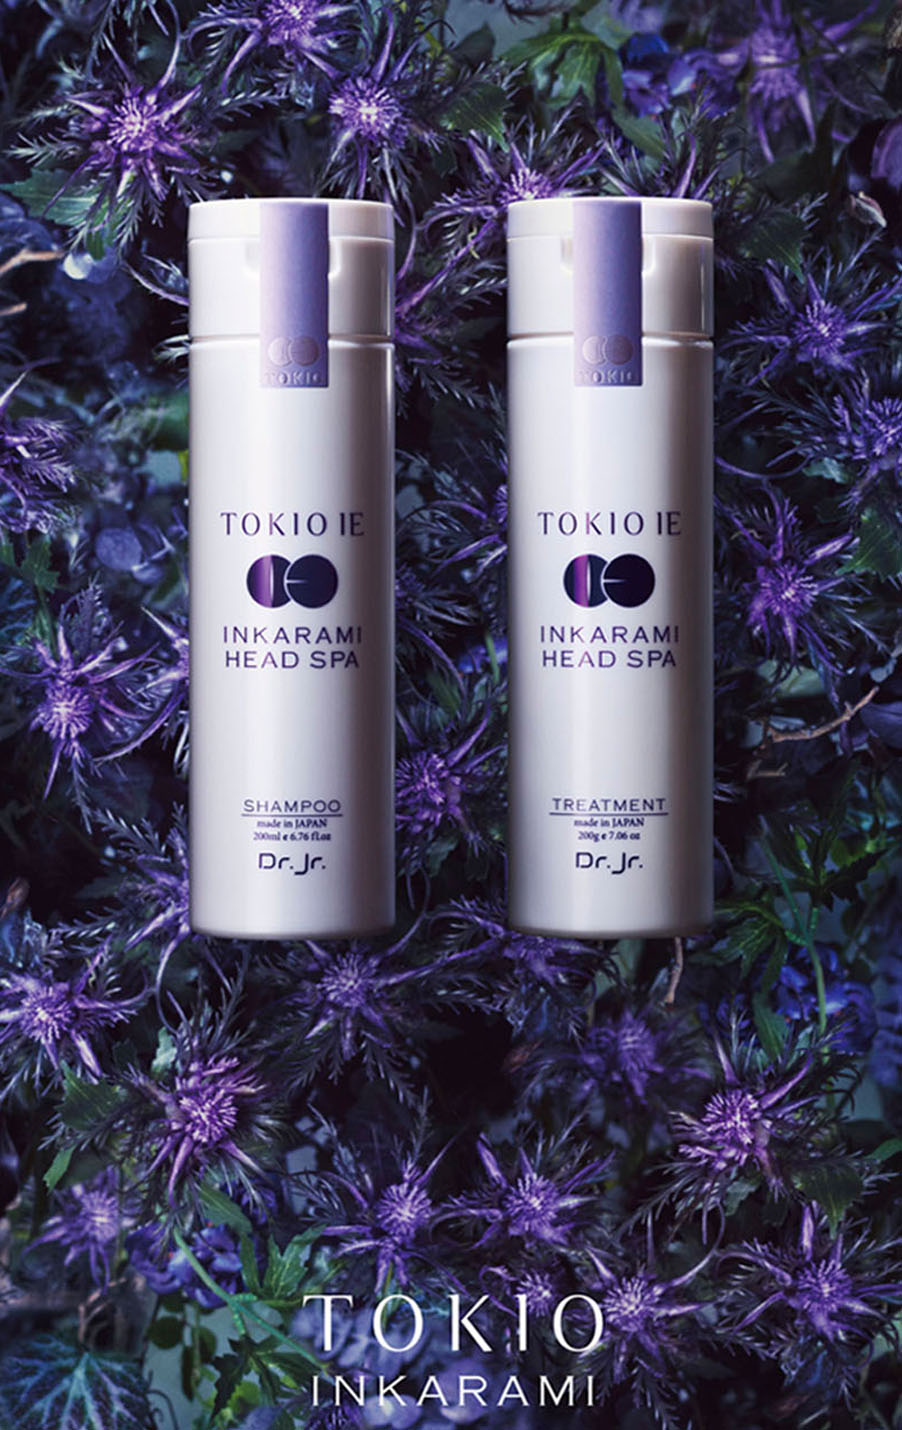 TOKIO
TOKIO IE
INKARAMI
HEAD SPA
SHAMPOO
made in JAPAN
200ml e 6.76 fl.oz
Dr.Jr.
TOKIO
TOKIO IE
INKARAMI
HEAD SPA
TREATMENT
made in JAPAN
200g e 7.06 oz
Dr.Jr.
TOKIO
INKARAMI